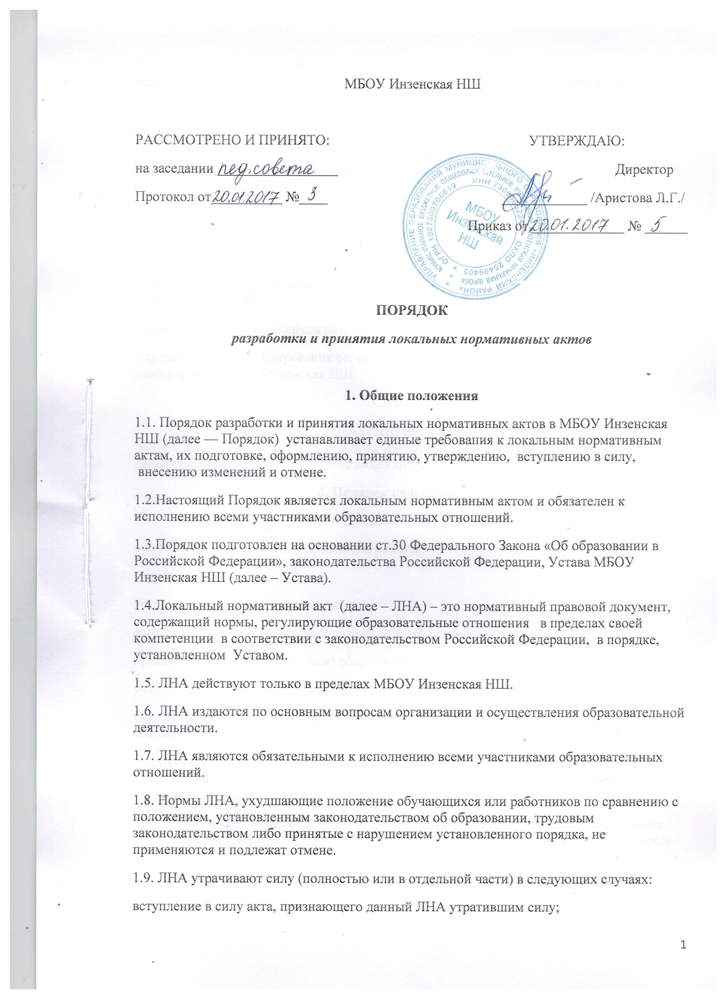 МБОУ Инзенская НШ
РАССМОТРЕНО И ПРИНЯТО:
УТВЕРЖДАЮ:
на заседании пед.совета
Директор
Протокол от 20.01.2017 № 3
/Аристова Л.Г./
Приказ от 20.01.2017 № 5
УПРАВЛЕНИЕ ОБРАЗОВАНИЯ МУНИЦИПАЛЬНОГО ОБРАЗОВАНИЯ «ИНЗЕНСКИЙ РАЙОН»
МУНИЦИПАЛЬНОЕ БЮДЖЕТНОЕ ОБЩЕОБРАЗОВАТЕЛЬНОЕ УЧРЕЖДЕНИЕ ИНЗЕНСКАЯ НАЧАЛЬНАЯ ШКОЛА
ОГРН 1027300706619 ИНН ОКПО 25409405
МБОУ
Инзенская
НШ
ПОРЯДОК
разработки и принятия локальных нормативных актов
1. Общие положения
1.1. Порядок разработки и принятия локальных нормативных актов в МБОУ Инзенская
НШ (далее — Порядок) устанавливает единые требования к локальным нормативным
актам, их подготовке, оформлению, принятию, утверждению, вступлению в силу,
внесению изменений и отмене.
1.2.Настоящий Порядок является локальным нормативным актом и обязателен к
исполнению всеми участниками образовательных отношений.
1.3.Порядок подготовлен на основании ст.30 Федерального Закона «Об образовании в
Российской Федерации», законодательства Российской Федерации, Устава МБОУ
Инзенская НШ (далее – Устава).
1.4.Локальный нормативный акт (далее – ЛНА) – это нормативный правовой документ,
содержащий нормы, регулирующие образовательные отношения в пределах своей
компетенции в соответствии с законодательством Российской Федерации, в порядке,
установленном Уставом.
1.5. ЛНА действуют только в пределах МБОУ Инзенская НШ.
1.6. ЛНА издаются по основным вопросам организации и осуществления образовательной
деятельности.
1.7. ЛНА являются обязательными к исполнению всеми участниками образовательных
отношений.
1.8. Нормы ЛНА, ухудшающие положение обучающихся или работников по сравнению с
положением, установленным законодательством об образовании, трудовым
законодательством либо принятые с нарушением установленного порядка, не
применяются и подлежат отмене.
1.9. ЛНА утрачивают силу (полностью или в отдельной части) в следующих случаях:
вступление в силу акта, признающего данный ЛНА утратившим силу;
1